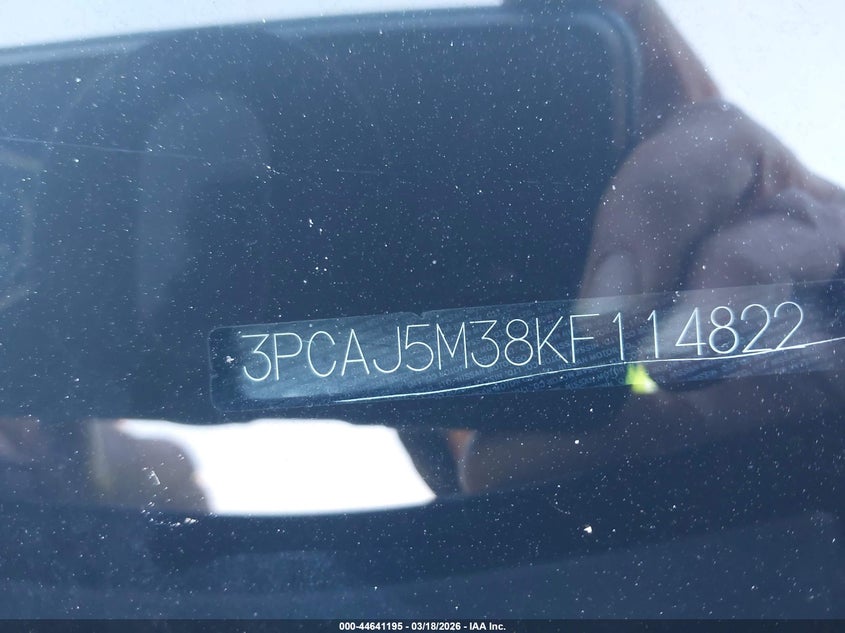 3PCAJ5M38KF114822
000-44641195 - 03/18/2026 - IAA Inc.